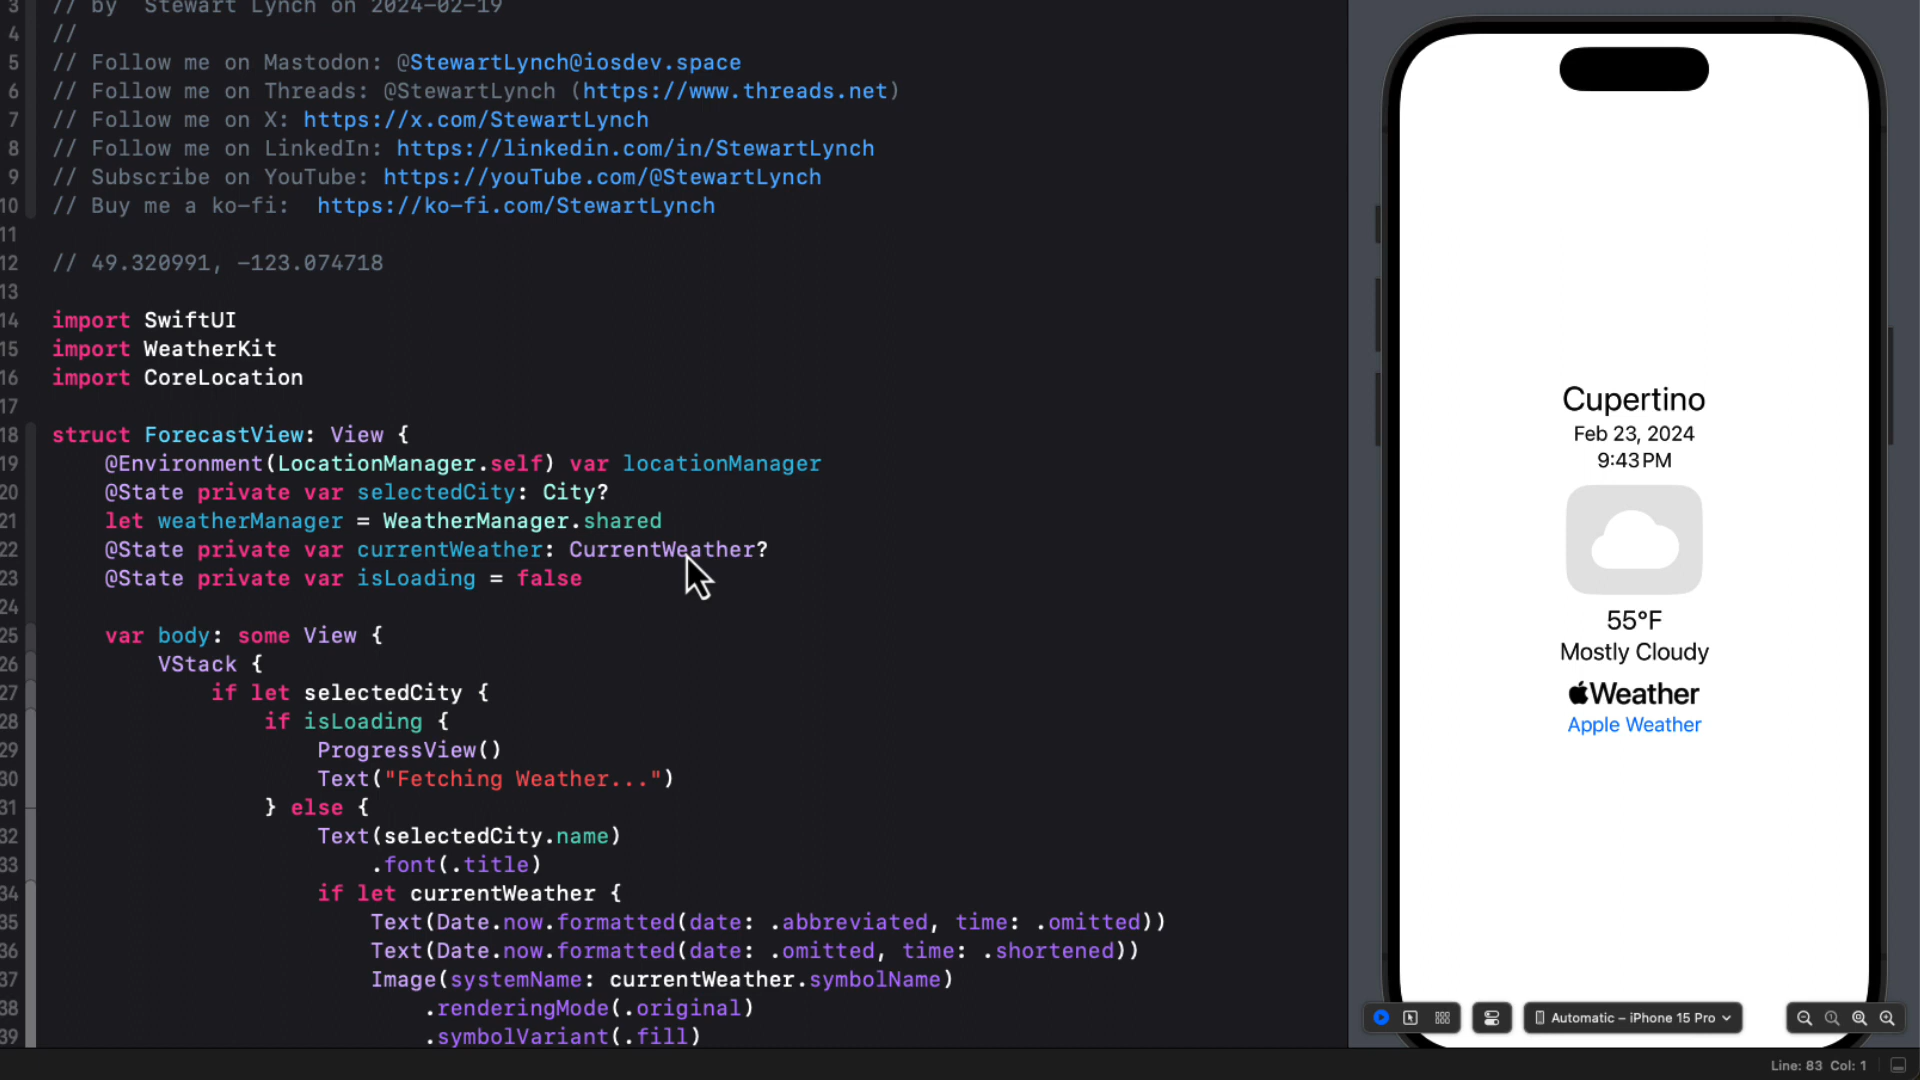 3 // by  Stewart Lynch on 2024-02-19
4 //
5 // Follow me on Mastodon: @StewartLynch@iosdev.space
6 // Follow me on Threads: @StewartLynch (https://www.threads.net)
7 // Follow me on X: https://x.com/StewartLynch
8 // Follow me on LinkedIn: https://linkedin.com/in/StewartLynch
9 // Subscribe on YouTube: https://youTube.com/@StewartLynch
10 // Buy me a ko-fi:  https://ko-fi.com/StewartLynch
11
12 // 49.320991, -123.074718
13
14 import SwiftUI
15 import WeatherKit
16 import CoreLocation
17
18 struct ForecastView: View {
19     @Environment(LocationManager.self) var locationManager
20     @State private var selectedCity: City?
21     let weatherManager = WeatherManager.shared
22     @State private var currentWeather: CurrentWeather?
23     @State private var isLoading = false
24
25     var body: some View {
26         VStack {
27             if let selectedCity {
28                 if isLoading {
29                     ProgressView()
30                     Text("Fetching Weather...")
31                 } else {
32                     Text(selectedCity.name)
33                         .font(.title)
34                     if let currentWeather {
35                         Text(Date.now.formatted(date: .abbreviated, time: .omitted))
36                         Text(Date.now.formatted(date: .omitted, time: .shortened))
37                         Image(systemName: currentWeather.symbolName)
38                             .renderingMode(.original)
39                             .symbolVariant(.fill)
Cupertino
Feb 23, 2024
9:43 PM
55°F
Mostly Cloudy
Weather
Apple Weather
Automatic – iPhone 15 Pro
Line: 83 Col: 1